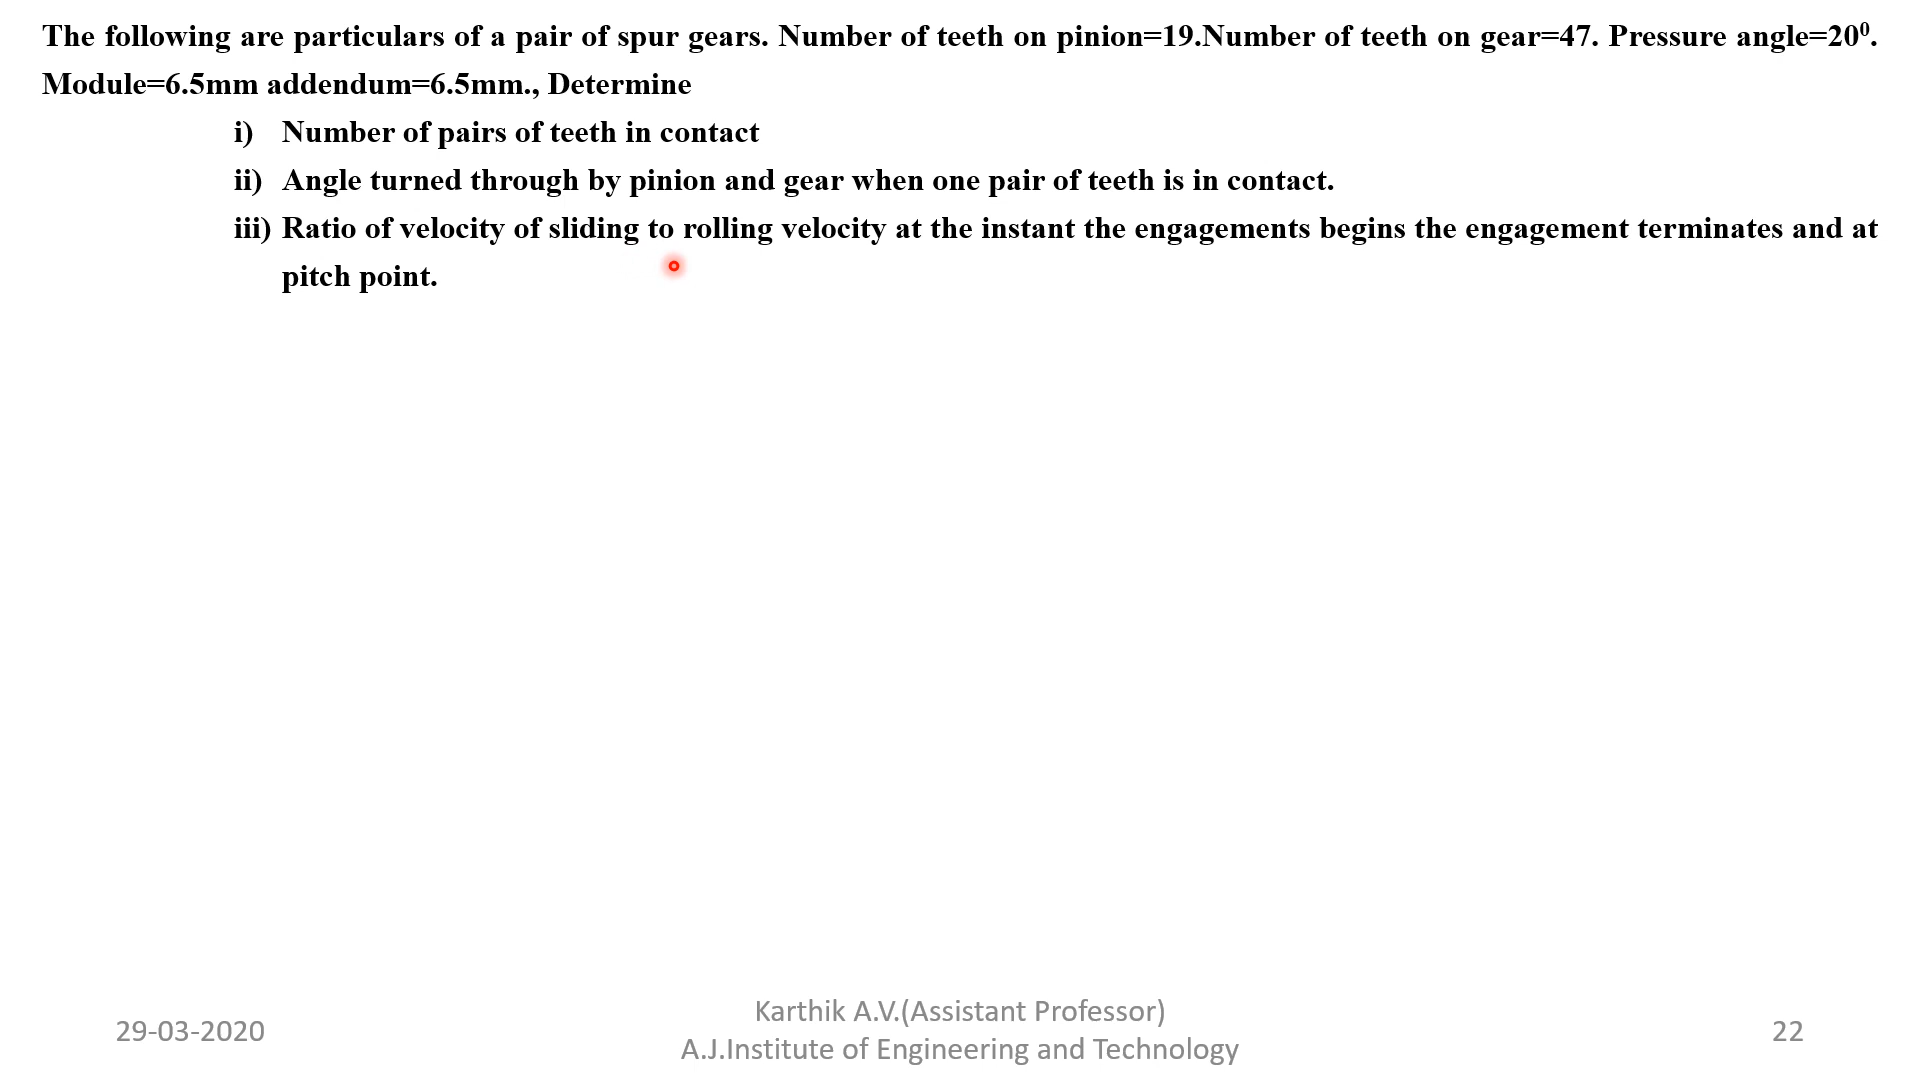 The following are particulars of a pair of spur gears. Number of teeth on pinion=19.Number of teeth on gear=47. Pressure angle=20⁰.
Module=6.5mm addendum=6.5mm., Determine
i) Number of pairs of teeth in contact
ii) Angle turned through by pinion and gear when one pair of teeth is in contact.
iii) Ratio of velocity of sliding to rolling velocity at the instant the engagements begins the engagement terminates and at
pitch point.
29-03-2020
Karthik A.V.(Assistant Professor)
A.J.Institute of Engineering and Technology
22